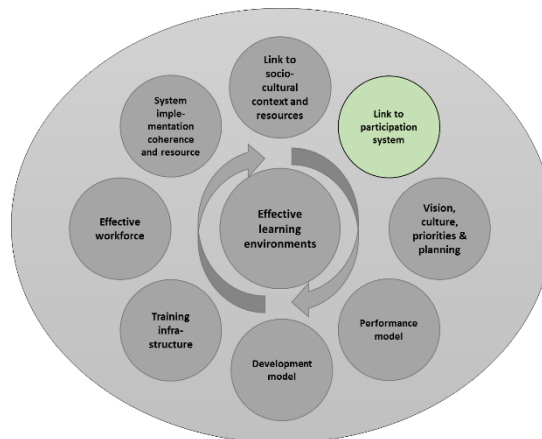 Link to
socio-
cultural
context and
resources
Link to
participation
system
Vision,
culture,
priorities &
planning
Performance
model
Development
model
Training
infra-
structure
Effective
workforce
System
imple-
mentation
coherence
and resource
Effective
learning
environments